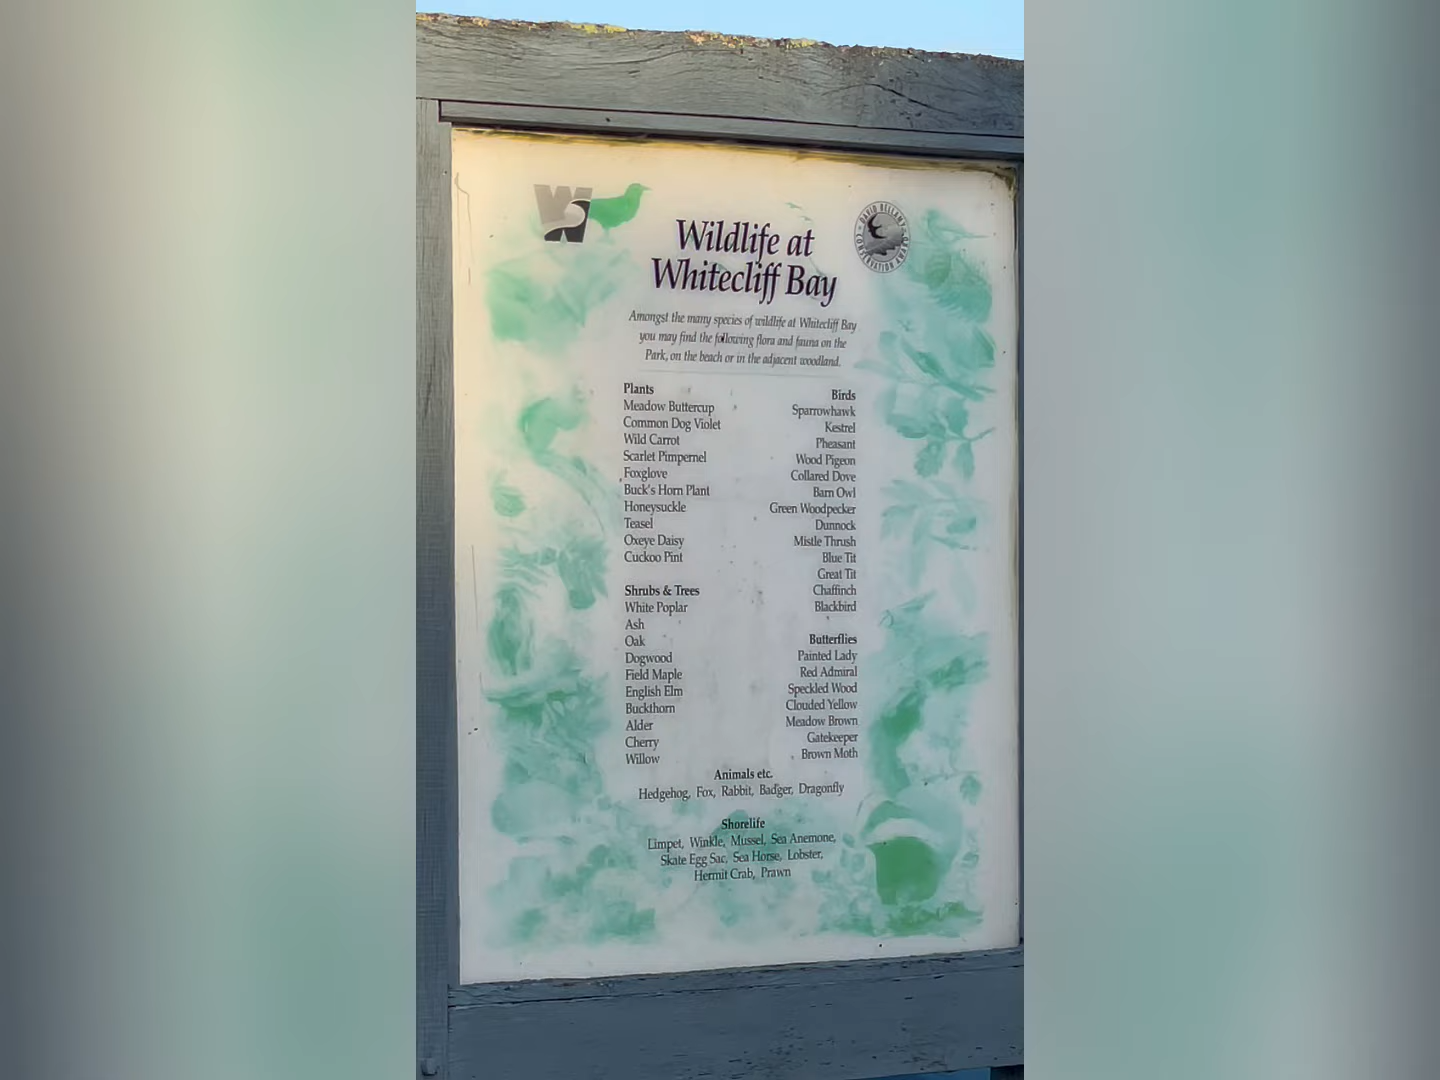 W
DAVID BELLAMY
CONSERVATION AWARD
Wildlife at
Whitecliff Bay
Amongst the many species of wildlife at Whitecliff Bay
you may find the following flora and fauna on the
Park, on the beach or in the adjacent woodland.
Plants
Meadow Buttercup
Common Dog Violet
Wild Carrot
Scarlet Pimpernel
Foxglove
Buck's Horn Plant
Honeysuckle
Teasel
Oxeye Daisy
Cuckoo Pint
Shrubs & Trees
White Poplar
Ash
Oak
Dogwood
Field Maple
English Elm
Buckthorn
Alder
Cherry
Willow
Birds
Sparrowhawk
Kestrel
Pheasant
Wood Pigeon
Collared Dove
Barn Owl
Green Woodpecker
Dunnock
Mistle Thrush
Blue Tit
Great Tit
Chaffinch
Blackbird
Butterflies
Painted Lady
Red Admiral
Speckled Wood
Clouded Yellow
Meadow Brown
Gatekeeper
Brown Moth
Animals etc.
Hedgehog, Fox, Rabbit, Badger, Dragonfly
Shorelife
Limpet, Winkle, Mussel, Sea Anemone,
Skate Egg Sac, Sea Horse, Lobster,
Hermit Crab, Prawn